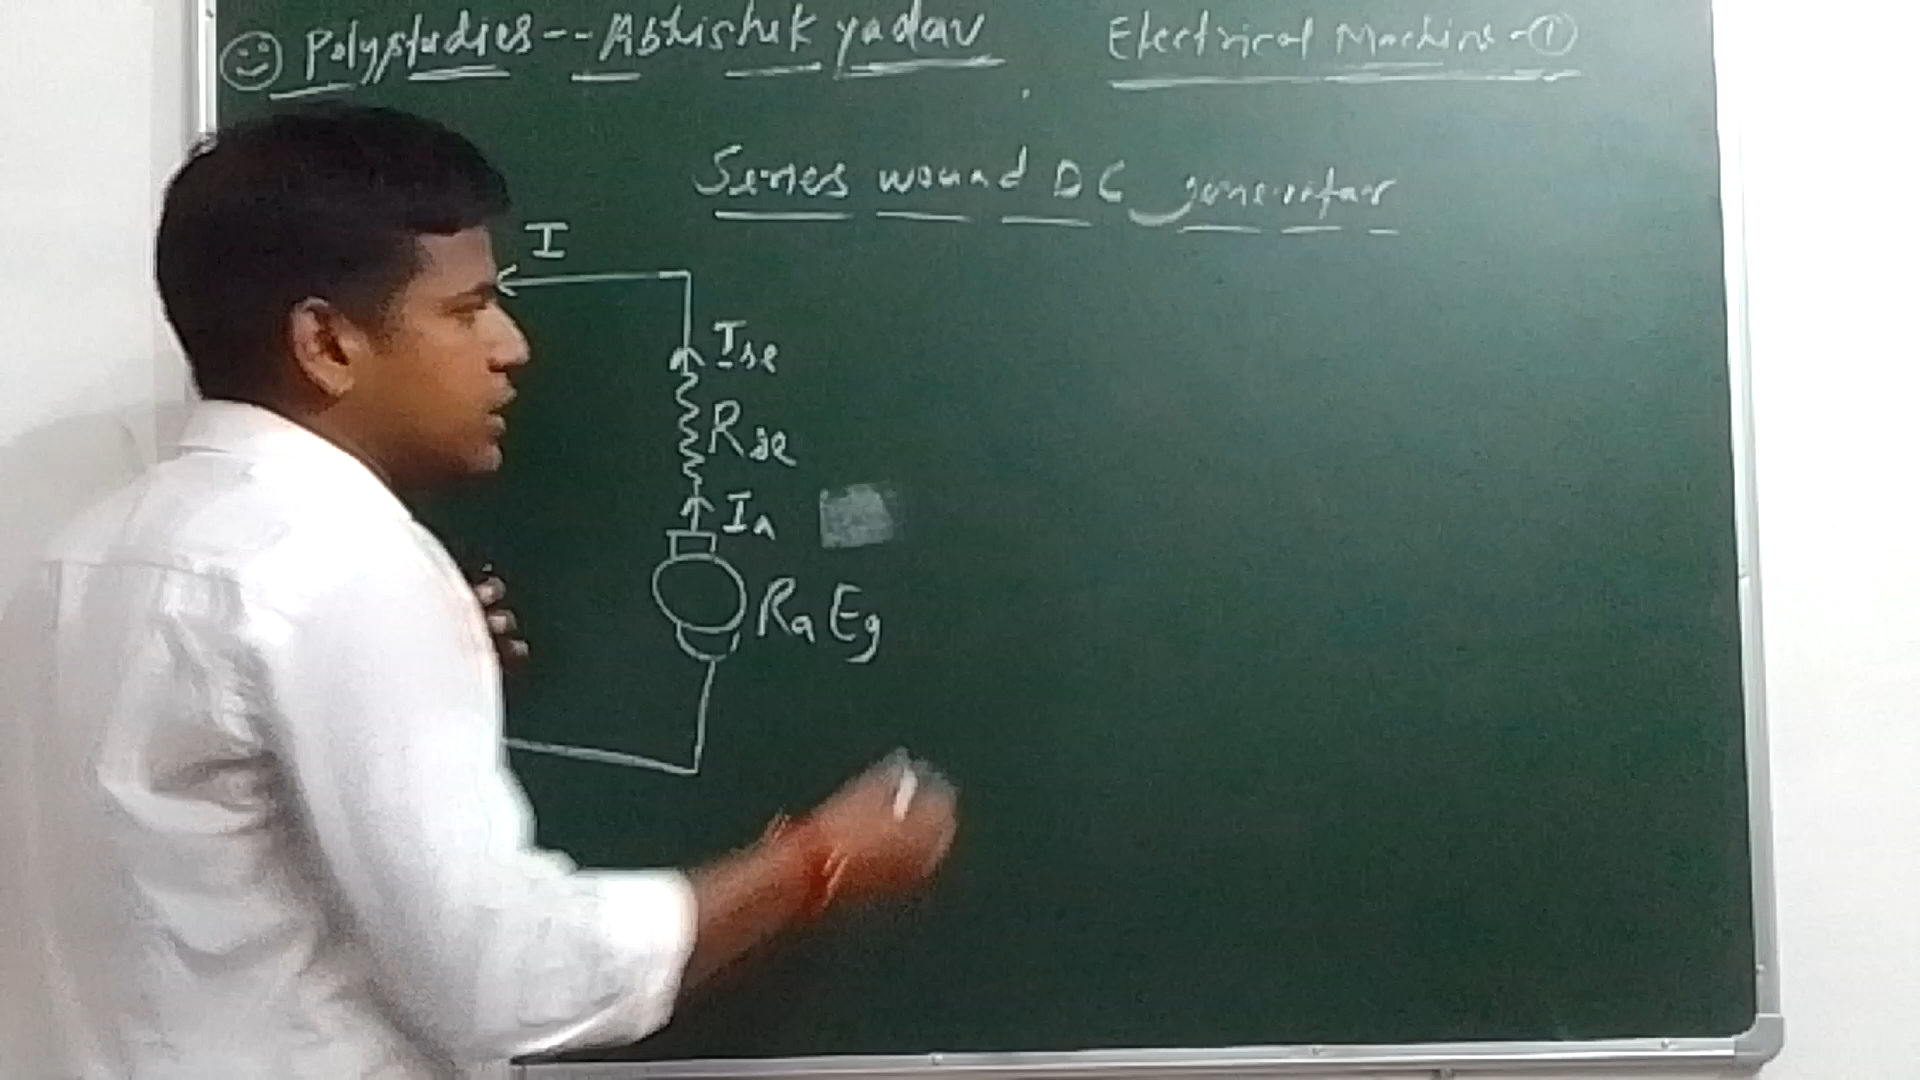 Polystudies -- Abhishek yadav
Electrical Machine-①
Series wound DC generator
I
Ise
Rse
Ia
Ra Eg